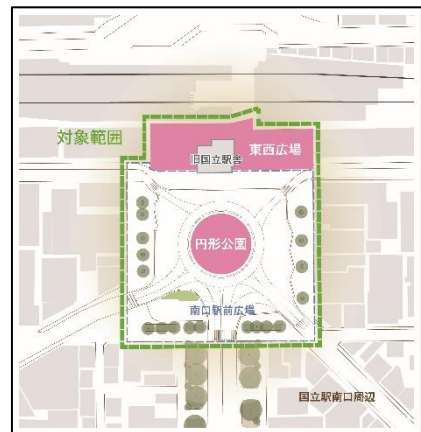 対象範囲
東西広場
旧国立駅舎
円形公園
南口駅前広場
国立駅南口周辺